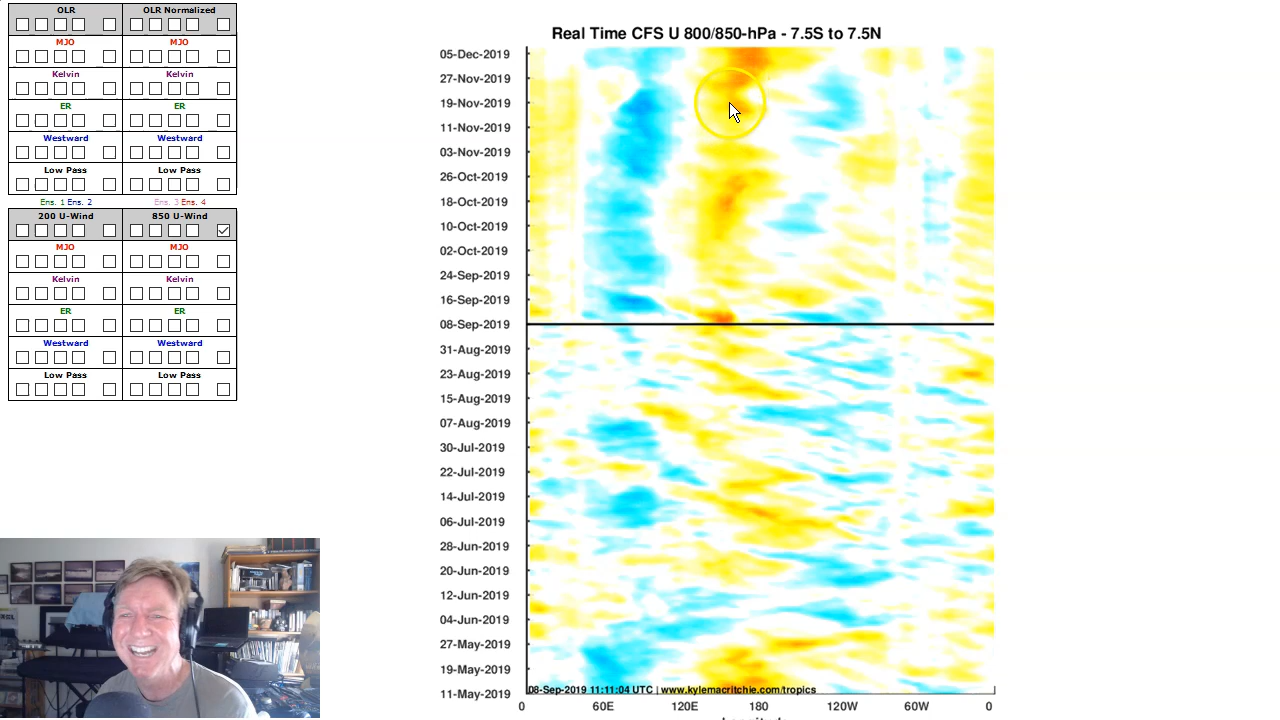 OLR OLR Normalized
MJO MJO
Kelvin Kelvin
ER ER
Westward Westward
Low Pass Low Pass
Ens. 1 Ens. 2 Ens. 3 Ens. 4
200 U-Wind 850 U-Wind
MJO MJO
Kelvin Kelvin
ER ER
Westward Westward
Low Pass Low Pass
Real Time CFS U 800/850-hPa - 7.5S to 7.5N
05-Dec-2019
27-Nov-2019
19-Nov-2019
11-Nov-2019
03-Nov-2019
26-Oct-2019
18-Oct-2019
10-Oct-2019
02-Oct-2019
24-Sep-2019
16-Sep-2019
08-Sep-2019
31-Aug-2019
23-Aug-2019
15-Aug-2019
07-Aug-2019
30-Jul-2019
22-Jul-2019
14-Jul-2019
06-Jul-2019
28-Jun-2019
20-Jun-2019
12-Jun-2019
04-Jun-2019
27-May-2019
19-May-2019
11-May-2019
08-Sep-2019 11:11:04 UTC | www.kylemacritchie.com/tropics
0 60E 120E 180 120W 60W 0